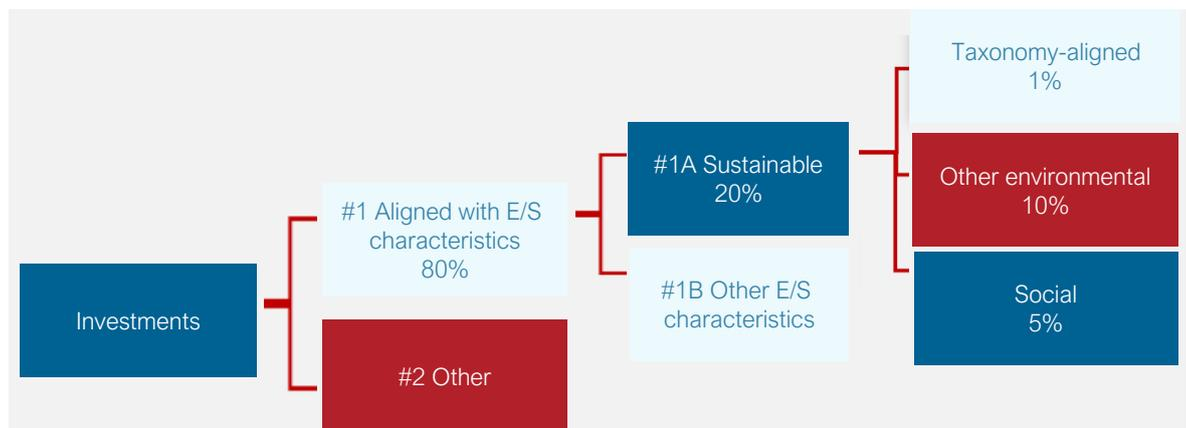 Investments
#1 Aligned with E/S
characteristics
80%
#2 Other
#1A Sustainable
20%
#1B Other E/S
characteristics
Taxonomy-aligned
1%
Other environmental
10%
Social
5%